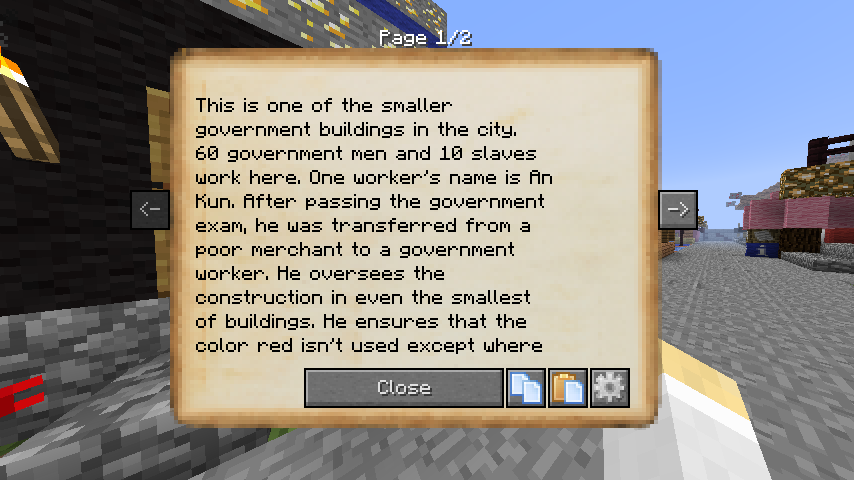 Page 1/2
This is one of the smaller
government buildings in the city.
60 government men and 10 slaves
work here. One worker's name is An
Kun. After passing the government
exam, he was transferred from a
poor merchant to a government
worker. He oversees the
construction in even the smallest
of buildings. He ensures that the
color red isn't used except where
<-
->
Close